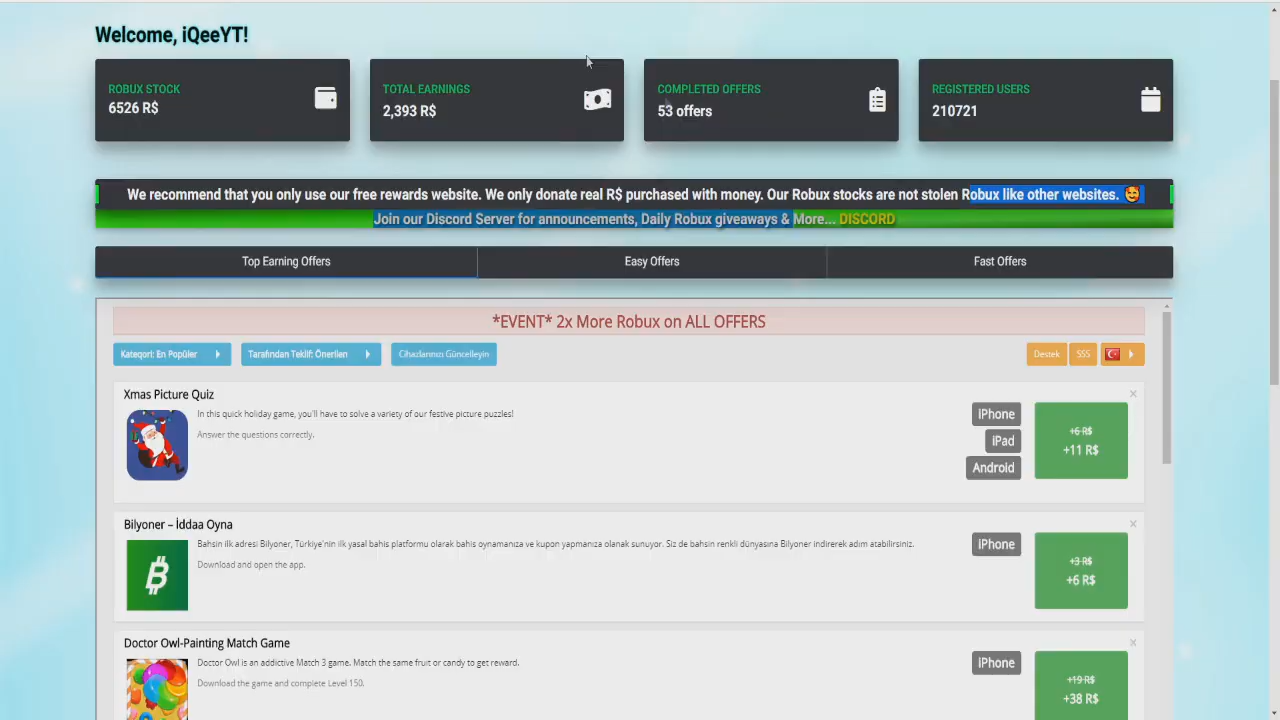 Welcome, iQeeYT!
ROBUX STOCK
6526 R$
TOTAL EARNINGS
2,393 R$
COMPLETED OFFERS
53 offers
REGISTERED USERS
210721
We recommend that you only use our free rewards website. We only donate real R$ purchased with money. Our Robux stocks are not stolen Robux like other websites. 🥰
Join our Discord Server for announcements, Daily Robux giveaways & More... DISCORD
Top Earning Offers
Easy Offers
Fast Offers
*EVENT* 2x More Robux on ALL OFFERS
Kategori: En Popüler
Tarafından Teklif: Önerilen
Cihazlarınızı Güncelleyin
Destek
SSS
Xmas Picture Quiz
In this quick holiday game, you'll have to solve a variety of our festive picture puzzles!
Answer the questions correctly.
iPhone
iPad
Android
+6 R$
+11 R$
Bilyoner – İddaa Oyna
Bahsin ilk adresi Bilyoner, Türkiye'nin ilk yasal bahis platformu olarak bahis oynamanıza ve kupon yapmanıza olanak sunuyor. Siz de bahsin renkli dünyasına Bilyoner indirerek adım atabilirsiniz.
Download and open the app.
iPhone
+3 R$
+6 R$
Doctor Owl-Painting Match Game
Doctor Owl is an addictive Match 3 game. Match the same fruit or candy to get reward.
Download the game and complete Level 150.
iPhone
+19 R$
+38 R$